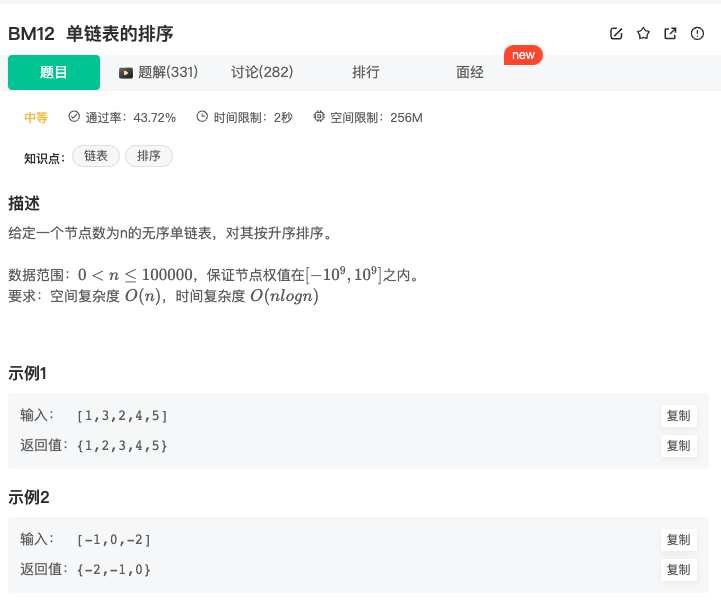 BM12 单链表的排序
题目 题解(331) 讨论(282) 排行 面经 new
中等 通过率：43.72% 时间限制：2秒 空间限制：256M
知识点： 链表 排序
描述
给定一个节点数为n的无序单链表，对其按升序排序。
数据范围：0 < n ≤ 100000，保证节点权值在[−10⁹, 10⁹]之内。
要求：空间复杂度 O(n)，时间复杂度 O(nlogn)
示例1
输入： [1,3,2,4,5] 复制
返回值：{1,2,3,4,5} 复制
示例2
输入： [-1,0,-2] 复制
返回值：{-2,-1,0} 复制